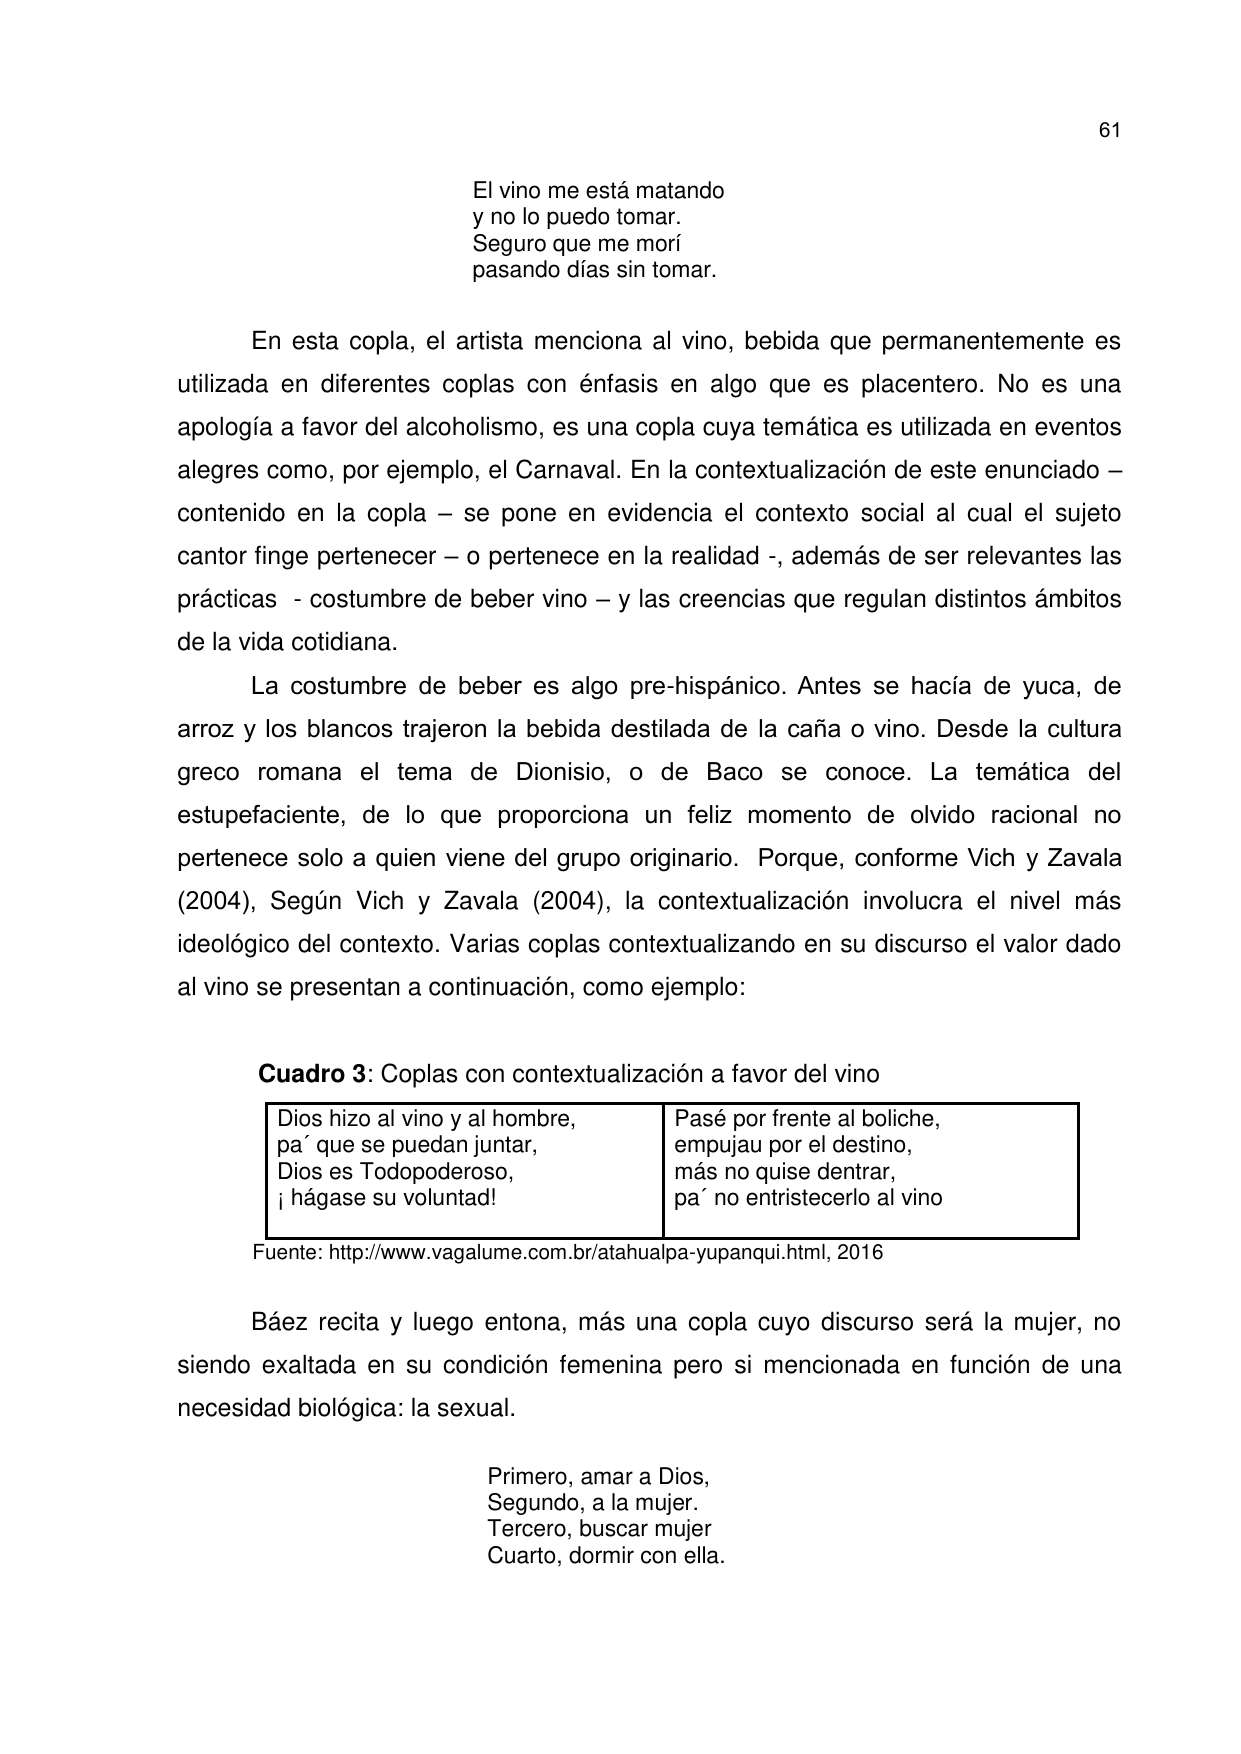 61
El vino me está matando
y no lo puedo tomar.
Seguro que me morí
pasando días sin tomar.
En esta copla, el artista menciona al vino, bebida que permanentemente es
utilizada en diferentes coplas con énfasis en algo que es placentero. No es una
apología a favor del alcoholismo, es una copla cuya temática es utilizada en eventos
alegres como, por ejemplo, el Carnaval. En la contextualización de este enunciado –
contenido en la copla – se pone en evidencia el contexto social al cual el sujeto
cantor finge pertenecer – o pertenece en la realidad -, además de ser relevantes las
prácticas  - costumbre de beber vino – y las creencias que regulan distintos ámbitos
de la vida cotidiana.
La costumbre de beber es algo pre-hispánico. Antes se hacía de yuca, de
arroz y los blancos trajeron la bebida destilada de la caña o vino. Desde la cultura
greco romana el tema de Dionisio, o de Baco se conoce. La temática del
estupefaciente, de lo que proporciona un feliz momento de olvido racional no
pertenece solo a quien viene del grupo originario.  Porque, conforme Vich y Zavala
(2004), Según Vich y Zavala (2004), la contextualización involucra el nivel más
ideológico del contexto. Varias coplas contextualizando en su discurso el valor dado
al vino se presentan a continuación, como ejemplo:
Cuadro 3: Coplas con contextualización a favor del vino
Dios hizo al vino y al hombre,
pa´ que se puedan juntar,
Dios es Todopoderoso,
¡ hágase su voluntad!
Pasé por frente al boliche,
empujau por el destino,
más no quise dentrar,
pa´ no entristecerlo al vino
Fuente: http://www.vagalume.com.br/atahualpa-yupanqui.html, 2016
Báez recita y luego entona, más una copla cuyo discurso será la mujer, no
siendo exaltada en su condición femenina pero si mencionada en función de una
necesidad biológica: la sexual.
Primero, amar a Dios,
Segundo, a la mujer.
Tercero, buscar mujer
Cuarto, dormir con ella.